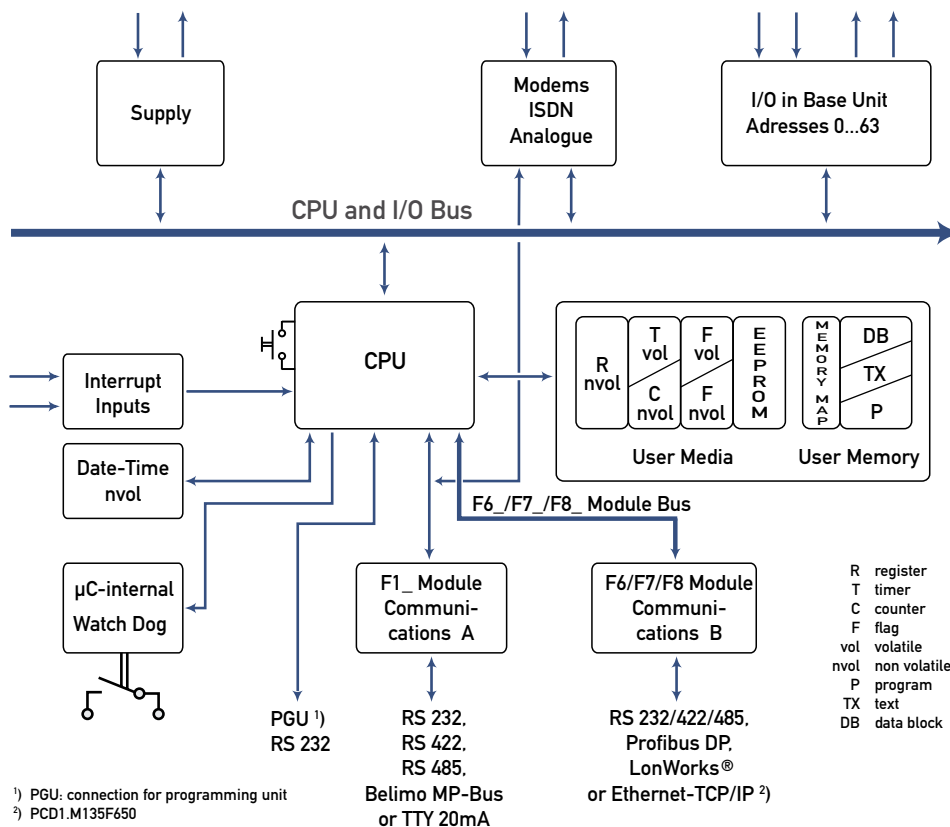 Supply
Modems
ISDN
Analogue
I/O in Base Unit
Adresses 0...63
CPU and I/O Bus
CPU
Interrupt
Inputs
Date-Time
nvol
µC-internal
Watch Dog
R
nvol
T
vol
C
nvol
F
vol
F
nvol
EEPROM
MEMORY MAP
DB
TX
P
User Media
User Memory
F6_/F7_/F8_ Module Bus
F1_ Module
Communi-
cations A
F6/F7/F8 Module
Communi-
cations B
PGU ¹)
RS 232
RS 232,
RS 422,
RS 485,
Belimo MP-Bus
or TTY 20mA
RS 232/422/485,
Profibus DP,
LonWorks®
or Ethernet-TCP/IP ²)
R register
T timer
C counter
F flag
vol volatile
nvol non volatile
P program
TX text
DB data block
¹) PGU: connection for programming unit
²) PCD1.M135F650